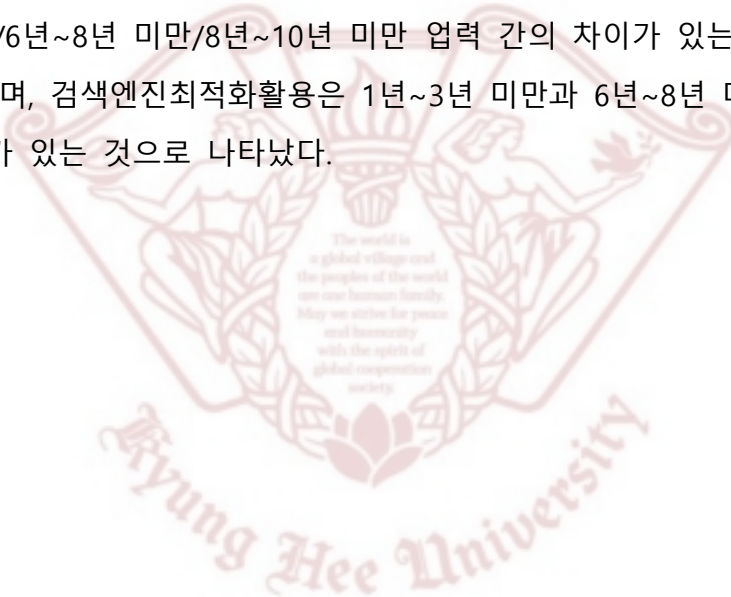 /6년~8년 미만/8년~10년 미만 업력 간의 차이가 있는
며, 검색엔진최적화활용은 1년~3년 미만과 6년~8년
가 있는 것으로 나타났다.
The world is
a global village and
the peoples of the world
are one human family.
May we strive for peace
and humanity
with the spirit of
global cooperation
society.
Kyung Hee University